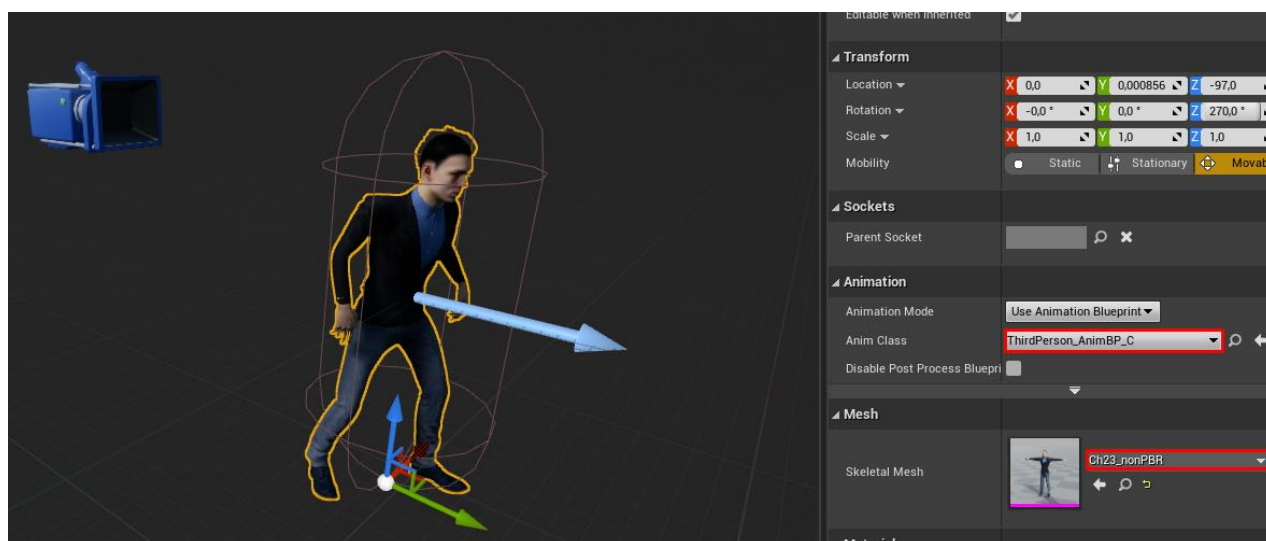 Editable when Inherited
Transform
Location X 0,0 Y 0,000856 Z -97,0
Rotation X -0,0 ° Y 0,0 ° Z 270,0 °
Scale X 1,0 Y 1,0 Z 1,0
Mobility Static Stationary Movab
Sockets
Parent Socket
Animation
Animation Mode Use Animation Blueprint
Anim Class ThirdPerson_AnimBP_C
Disable Post Process Bluepri
Mesh
Skeletal Mesh Ch23_nonPBR